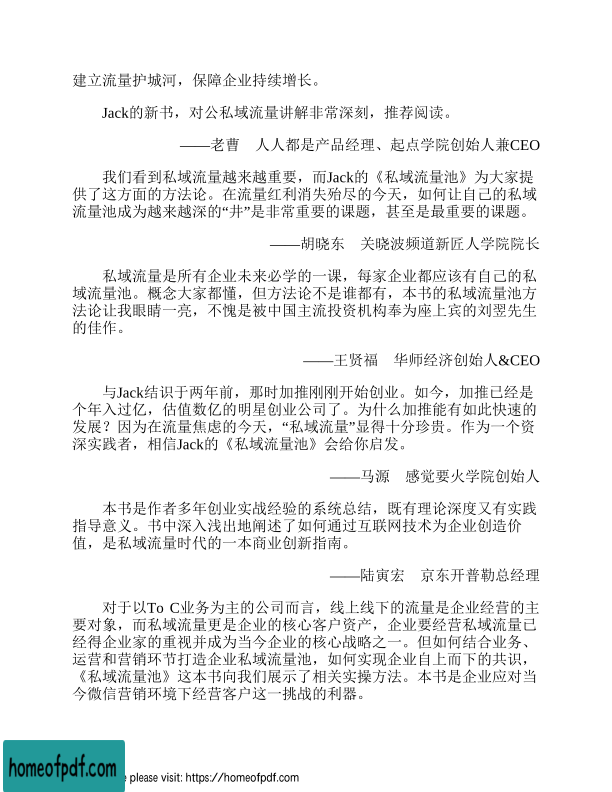 建立流量护城河，保障企业持续增长。
Jack的新书，对公私域流量讲解非常深刻，推荐阅读。
——老曹　人人都是产品经理、起点学院创始人兼CEO
我们看到私域流量越来越重要，而Jack的《私域流量池》为大家提
供了这方面的方法论。在流量红利消失殆尽的今天，如何让自己的私域
流量池成为越来越深的“井”是非常重要的课题，甚至是最重要的课题。
——胡晓东　关晓波频道新匠人学院院长
私域流量是所有企业未来必学的一课，每家企业都应该有自己的私
域流量池。概念大家都懂，但方法论不是谁都有，本书的私域流量池方
法论让我眼睛一亮，不愧是被中国主流投资机构奉为座上宾的刘翌先生
的佳作。
——王贤福　华师经济创始人&CEO
与Jack结识于两年前，那时加推刚刚开始创业。如今，加推已经是
个年入过亿，估值数亿的明星创业公司了。为什么加推能有如此快速的
发展？因为在流量焦虑的今天，“私域流量”显得十分珍贵。作为一个资
深实践者，相信Jack的《私域流量池》会给你启发。
——马源　感觉要火学院创始人
本书是作者多年创业实战经验的系统总结，既有理论深度又有实践
指导意义。书中深入浅出地阐述了如何通过互联网技术为企业创造价
值，是私域流量时代的一本商业创新指南。
——陆寅宏　京东开普勒总经理
对于以To C业务为主的公司而言，线上线下的流量是企业经营的主
要对象，而私域流量更是企业的核心客户资产，企业要经营私域流量已
经得企业家的重视并成为当今企业的核心战略之一。但如何结合业务、
运营和营销环节打造企业私域流量池，如何实现企业自上而下的共识，
《私域流量池》这本书向我们展示了相关实操方法。本书是企业应对当
今微信营销环境下经营客户这一挑战的利器。
homeofpdf.com
e please visit: https://homeofpdf.com